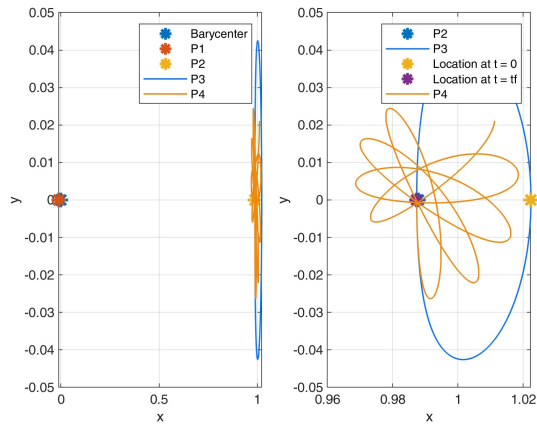 0.05
0.04
0.03
0.02
0.01
0
-0.01
-0.02
-0.03
-0.04
-0.05
y
0
0.5
1
x
Barycenter
P1
P2
P3
P4
0.05
0.04
0.03
0.02
0.01
0
-0.01
-0.02
-0.03
-0.04
-0.05
y
0.96
0.98
1
1.02
x
P2
P3
Location at t = 0
Location at t = tf
P4